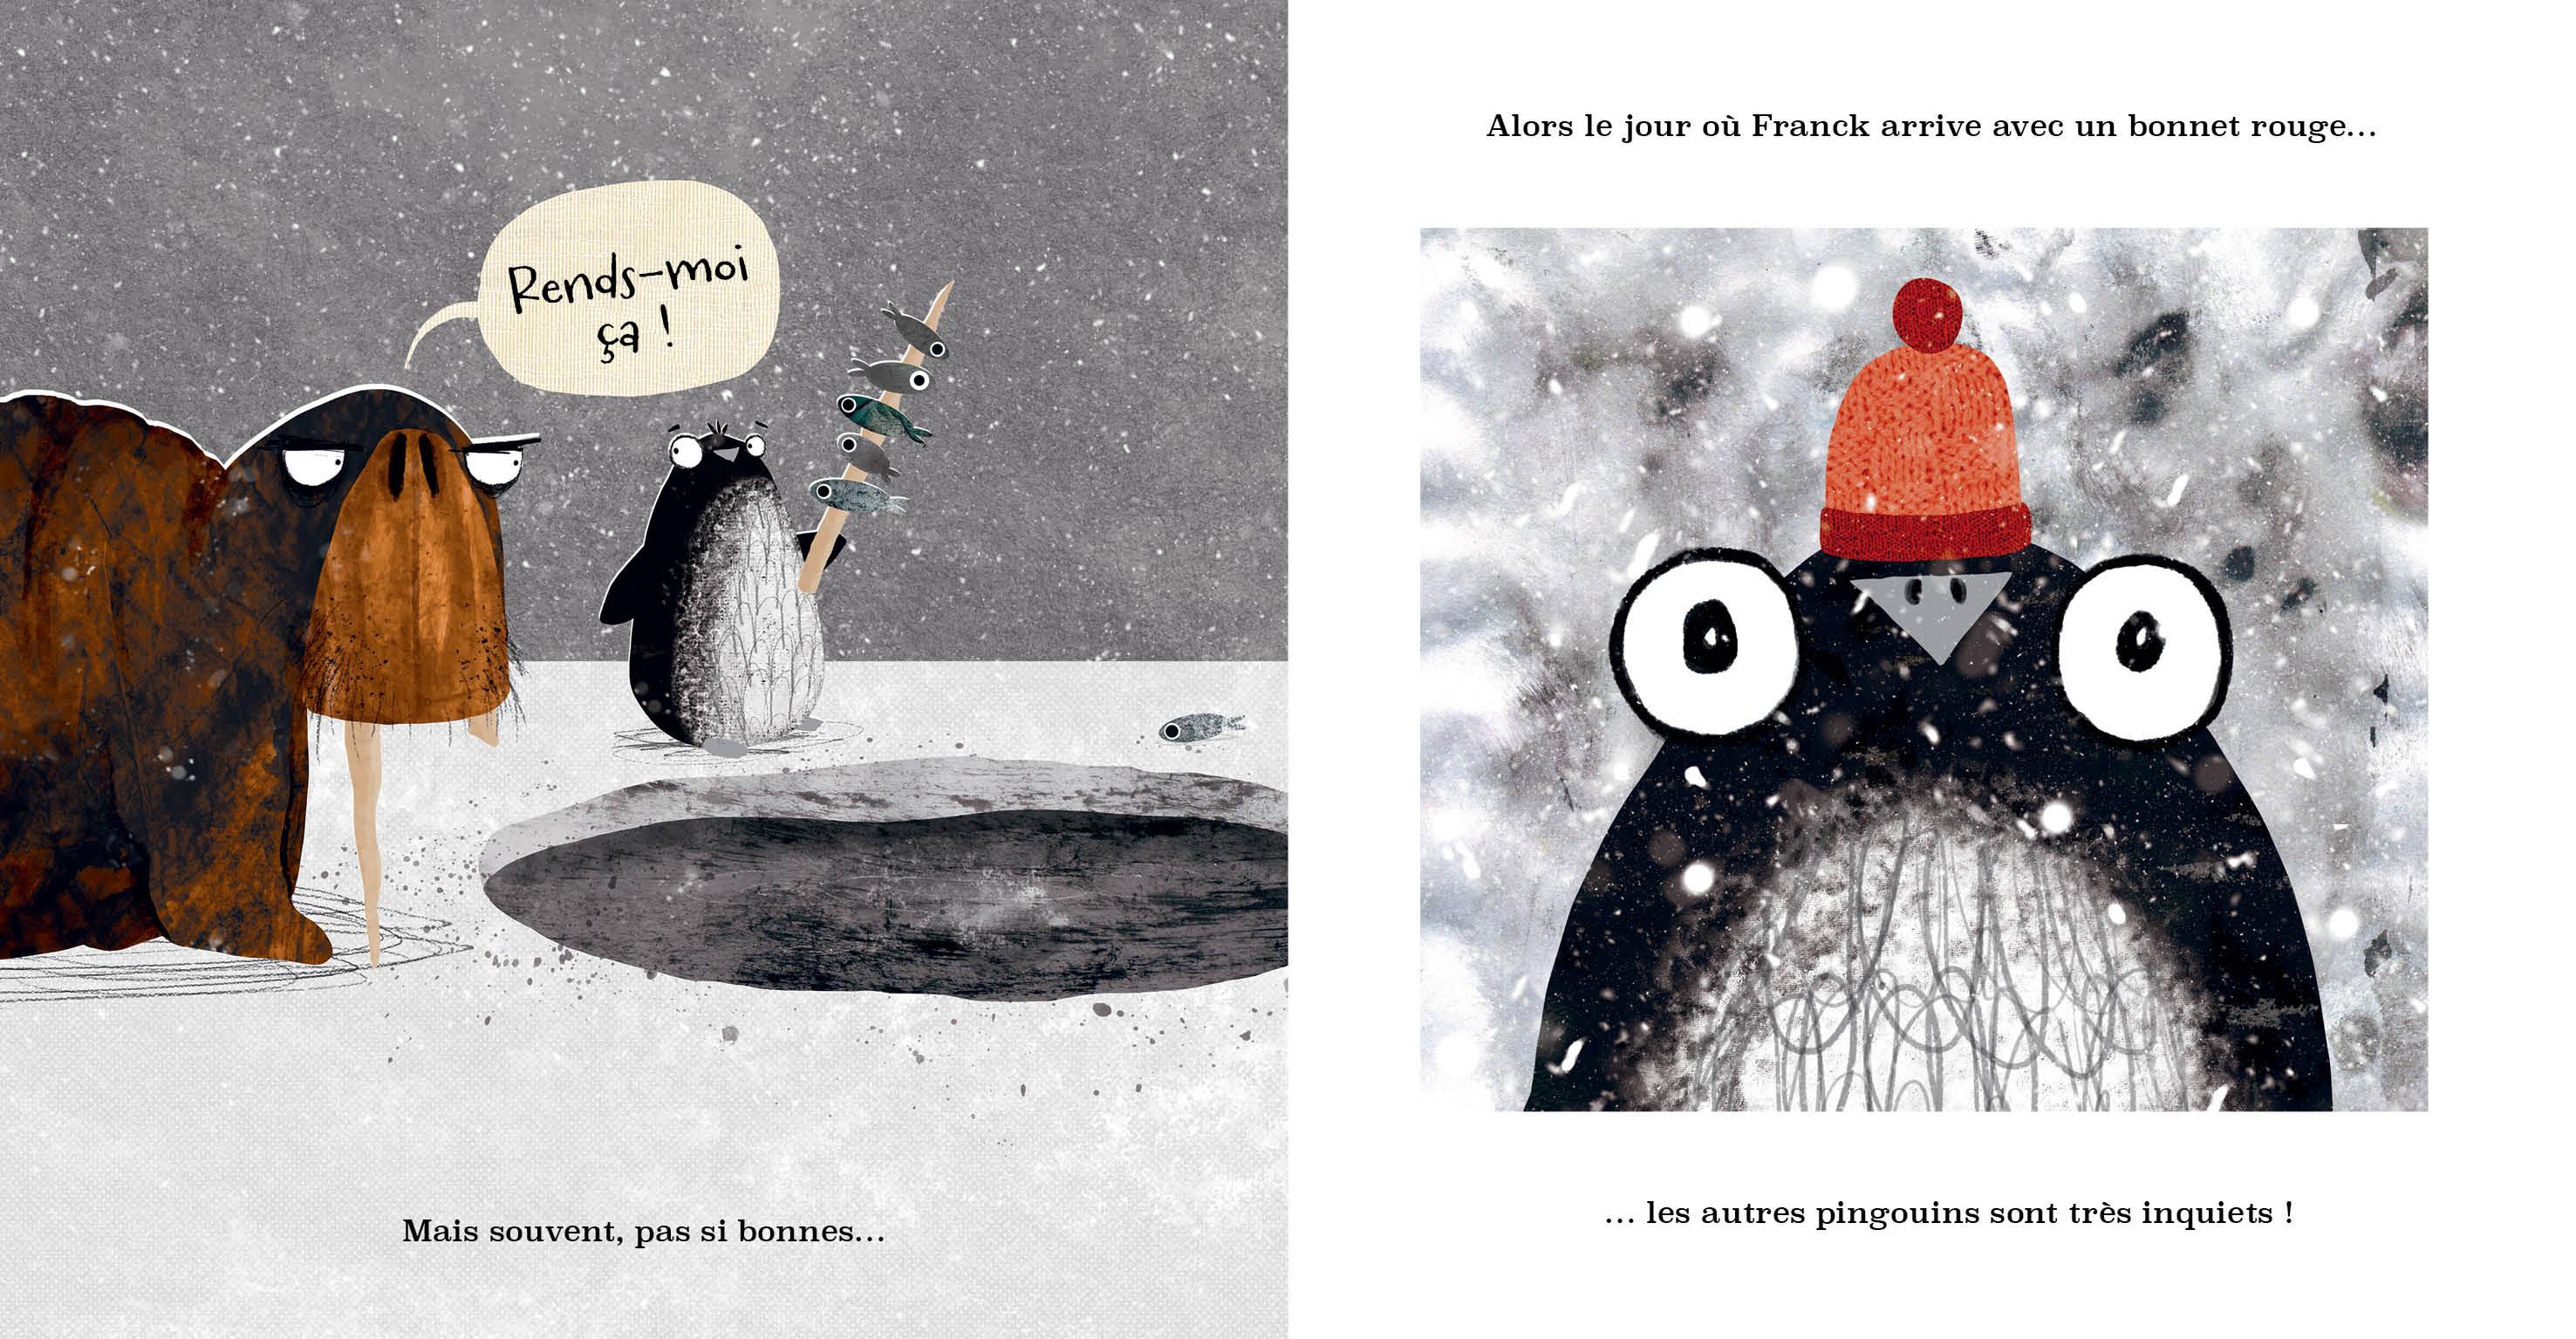 Rends-moi
ça !
Mais souvent, pas si bonnes...
Alors le jour où Franck arrive avec un bonnet rouge...
... les autres pingouins sont très inquiets !